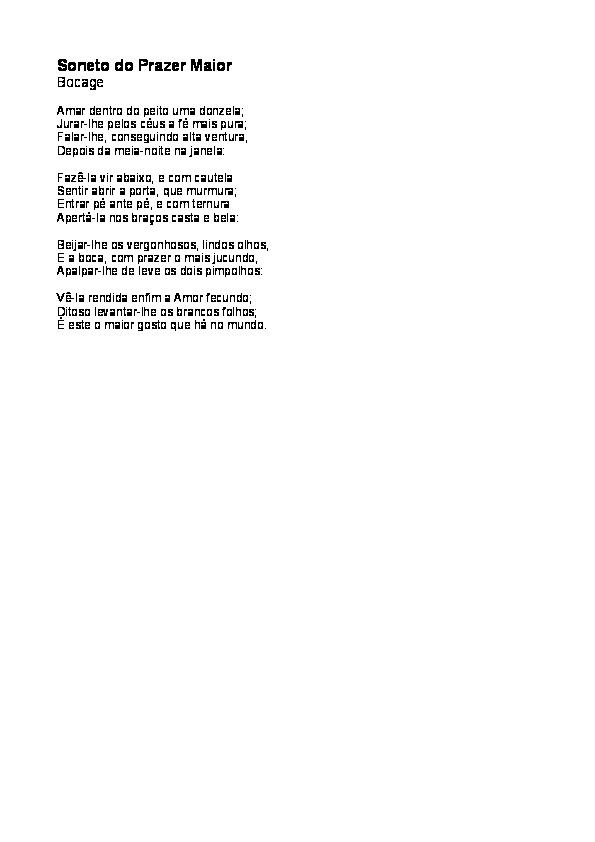 Soneto do Prazer Maior
Bocage
Amar dentro do peito uma donzela;
Jurar-lhe pelos céus a fé mais pura;
Falar-lhe, conseguindo alta ventura,
Depois da meia-noite na janela:
Fazê-la vir abaixo, e com cautela
Sentir abrir a porta, que murmura;
Entrar pé ante pé, e com ternura
Apertá-la nos braços casta e bela:
Beijar-lhe os vergonhosos, lindos olhos,
E a boca, com prazer o mais jucundo,
Apalpar-lhe de leve os dois pimpolhos:
Vê-la rendida enfim a Amor fecundo;
Ditoso levantar-lhe os brancos folhos;
É este o maior gosto que há no mundo.